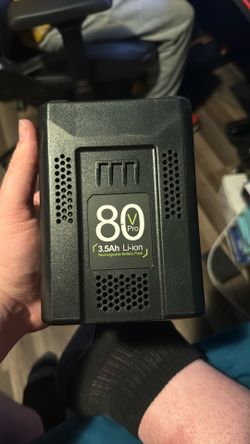 80 V Pro
3.5Ah Li-ion
Rechargeable Battery Pack